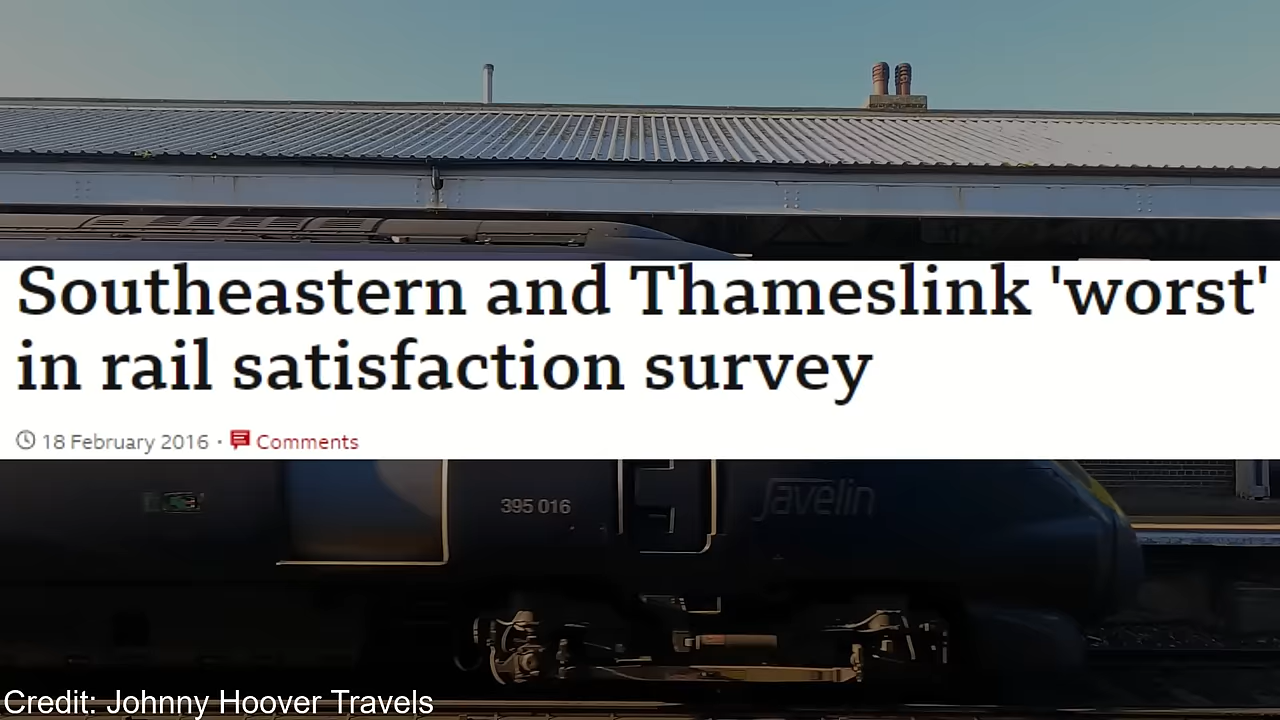 Southeastern and Thameslink 'worst'
in rail satisfaction survey
18 February 2016 · Comments
395 016
Javelin
Credit: Johnny Hoover Travels